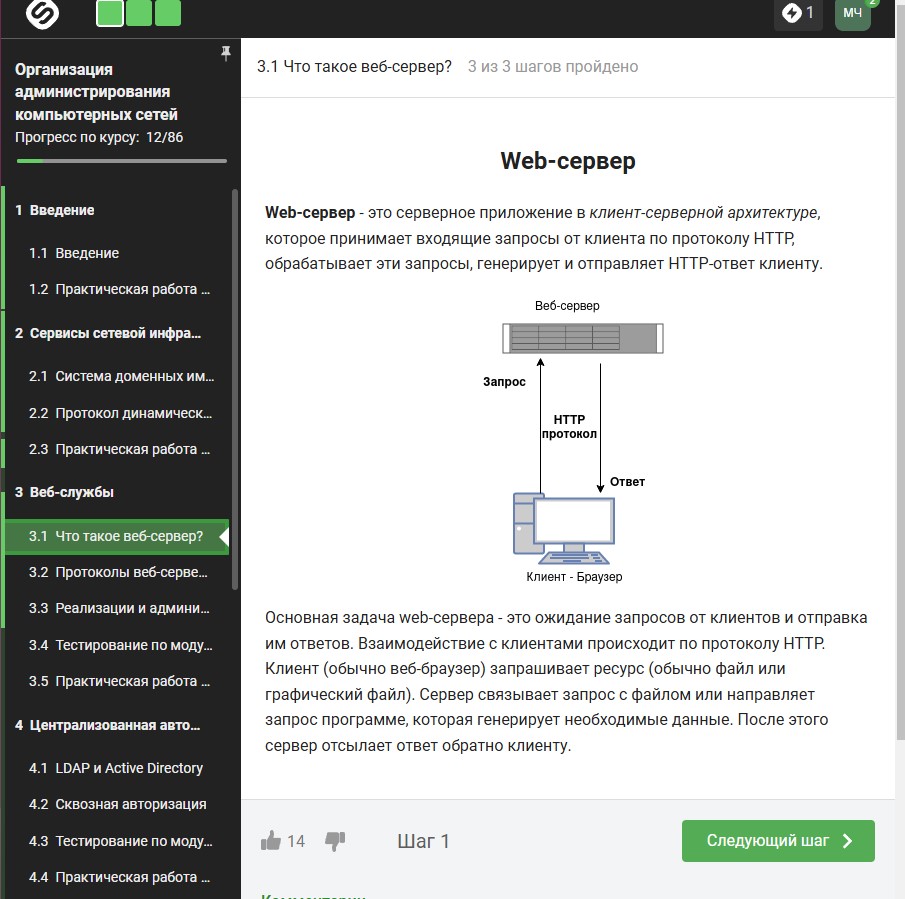 1
МЧ
2
Организация
администрирования
компьютерных сетей
Прогресс по курсу: 12/86
1 Введение
1.1 Введение
1.2 Практическая работа ...
2 Сервисы сетевой инфра...
2.1 Система доменных им...
2.2 Протокол динамическ...
2.3 Практическая работа ...
3 Веб-службы
3.1 Что такое веб-сервер?
3.2 Протоколы веб-серве...
3.3 Реализации и админи...
3.4 Тестирование по моду...
3.5 Практическая работа ...
4 Централизованная авто...
4.1 LDAP и Active Directory
4.2 Сквозная авторизация
4.3 Тестирование по моду...
4.4 Практическая работа ...
3.1 Что такое веб-сервер? 3 из 3 шагов пройдено
Web-сервер
Web-сервер - это серверное приложение в клиент-серверной архитектуре,
которое принимает входящие запросы от клиента по протоколу HTTP,
обрабатывает эти запросы, генерирует и отправляет HTTP-ответ клиенту.
Веб-сервер
Запрос
HTTP
протокол
Ответ
Клиент - Браузер
Основная задача web-сервера - это ожидание запросов от клиентов и отправка
им ответов. Взаимодействие с клиентами происходит по протоколу HTTP.
Клиент (обычно веб-браузер) запрашивает ресурс (обычно файл или
графический файл). Сервер связывает запрос с файлом или направляет
запрос программе, которая генерирует необходимые данные. После этого
сервер отсылает ответ обратно клиенту.
14 Шаг 1 Следующий шаг
Комментарии